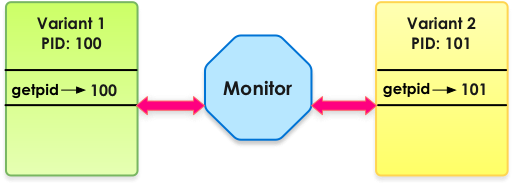 Variant 1
PID: 100
getpid → 100
Monitor
Variant 2
PID: 101
getpid → 101